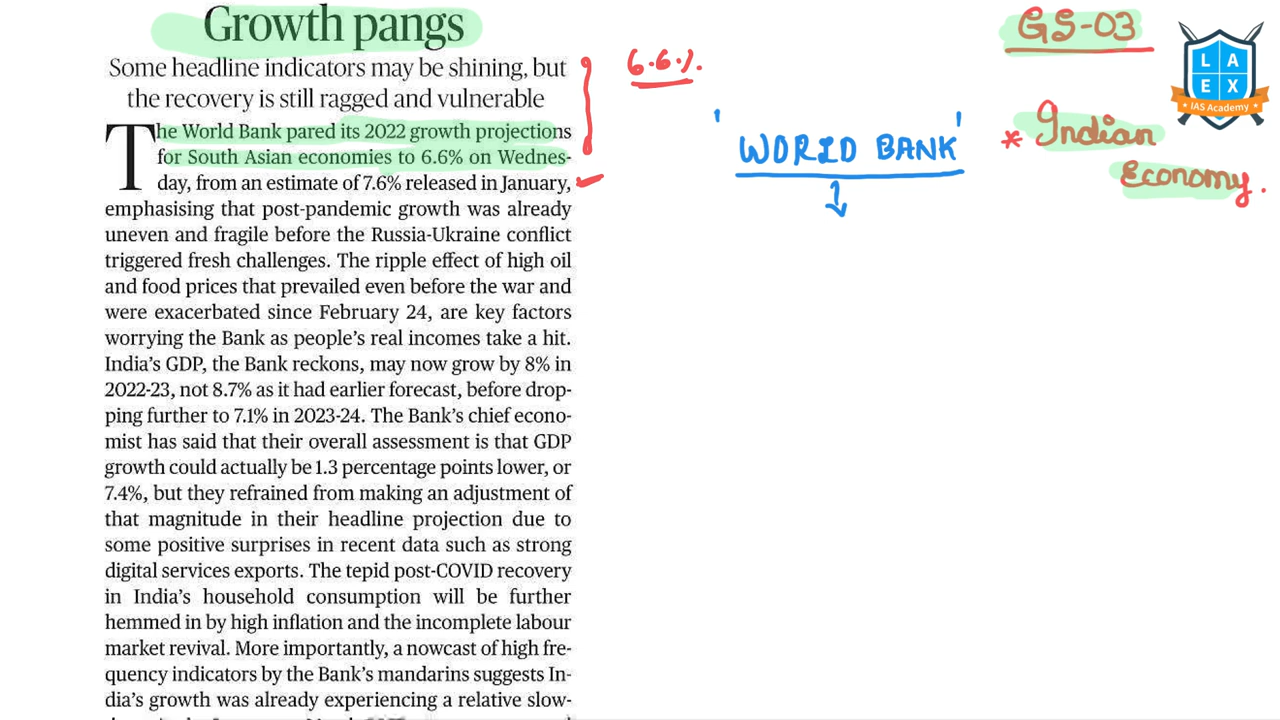 Growth pangs
Some headline indicators may be shining, but
the recovery is still ragged and vulnerable
The World Bank pared its 2022 growth projections
for South Asian economies to 6.6% on Wednes-
day, from an estimate of 7.6% released in January,
emphasising that post-pandemic growth was already
uneven and fragile before the Russia-Ukraine conflict
triggered fresh challenges. The ripple effect of high oil
and food prices that prevailed even before the war and
were exacerbated since February 24, are key factors
worrying the Bank as people's real incomes take a hit.
India's GDP, the Bank reckons, may now grow by 8% in
2022-23, not 8.7% as it had earlier forecast, before drop-
ping further to 7.1% in 2023-24. The Bank's chief econo-
mist has said that their overall assessment is that GDP
growth could actually be 1.3 percentage points lower, or
7.4%, but they refrained from making an adjustment of
that magnitude in their headline projection due to
some positive surprises in recent data such as strong
digital services exports. The tepid post-COVID recovery
in India's household consumption will be further
hemmed in by high inflation and the incomplete labour
market revival. More importantly, a nowcast of high fre-
quency indicators by the Bank's mandarins suggests In-
dia's growth was already experiencing a relative slow-
6.6%.
'WORLD BANK'
GS-03
* Indian
Economy.
LA
EX
IAS Academy